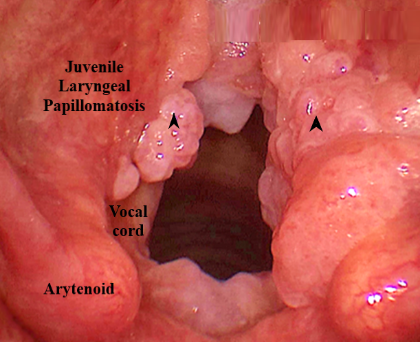 Juvenile
Laryngeal
Papillomatosis
Vocal
cord
Arytenoid